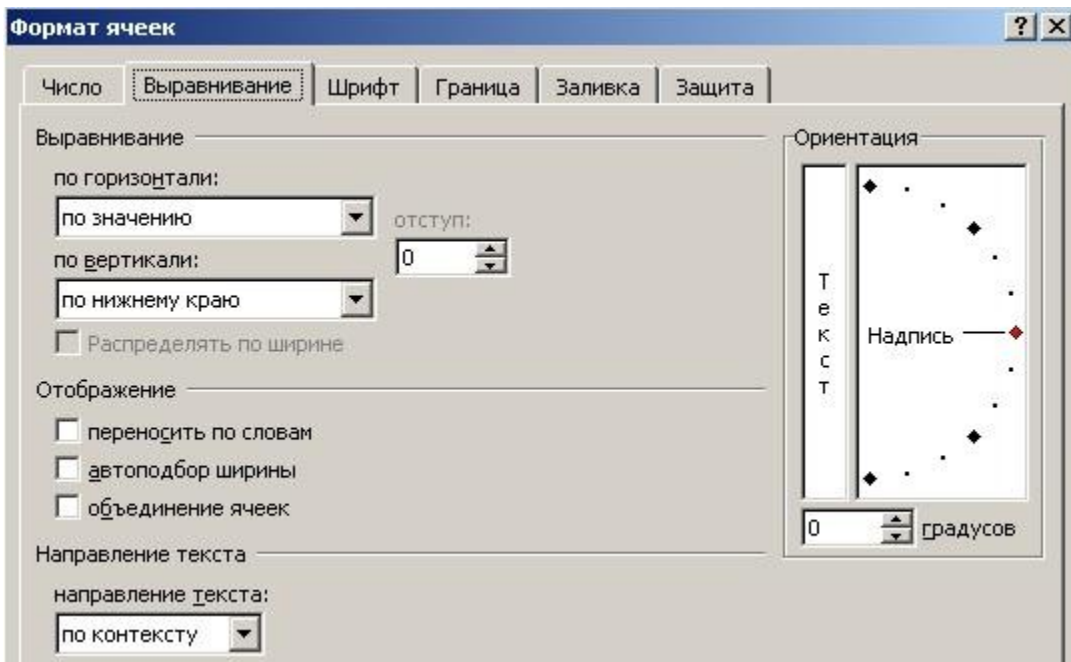 Формат ячеек
Число Выравнивание Шрифт Граница Заливка Защита
Выравнивание
по горизонтали:
по значению
отступ:
0
по вертикали:
по нижнему краю
Распределять по ширине
Отображение
переносить по словам
автоподбор ширины
объединение ячеек
Направление текста
направление текста:
по контексту
Ориентация
Текст
Надпись
0 градусов